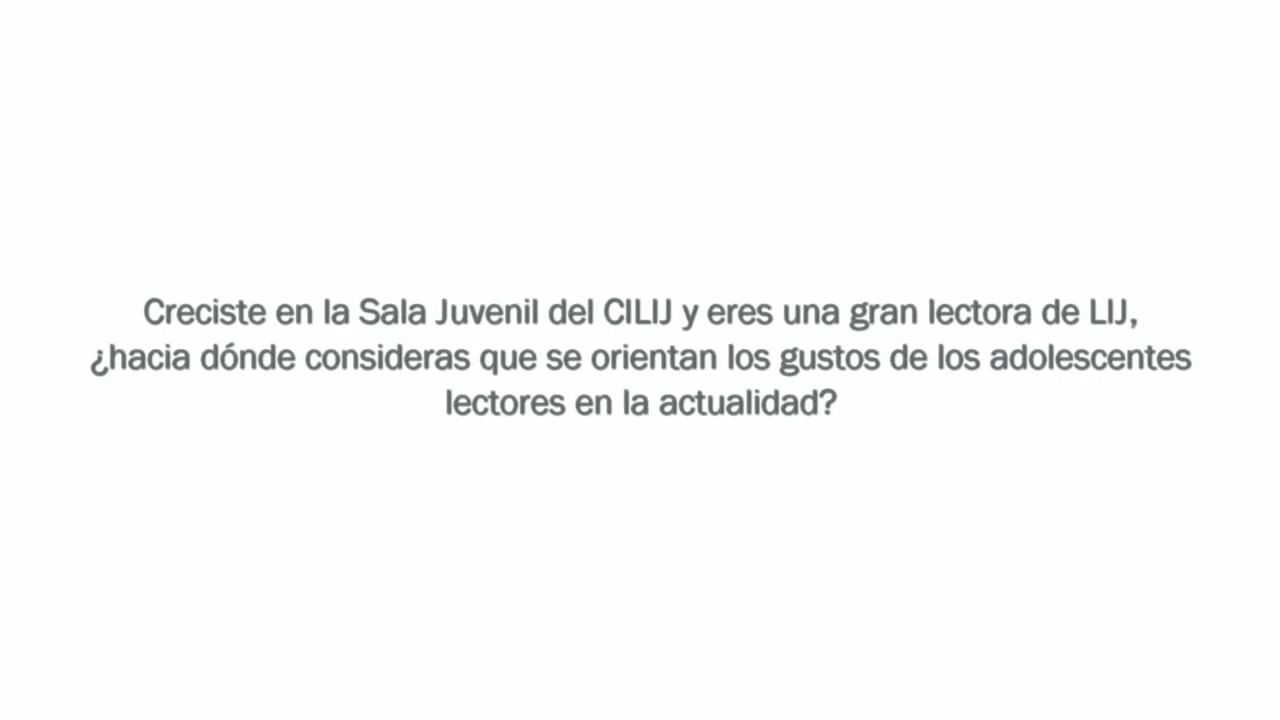 Creciste en la Sala Juvenil del CILIJ y eres una gran lectora de LIJ,
¿hacia dónde consideras que se orientan los gustos de los adolescentes
lectores en la actualidad?